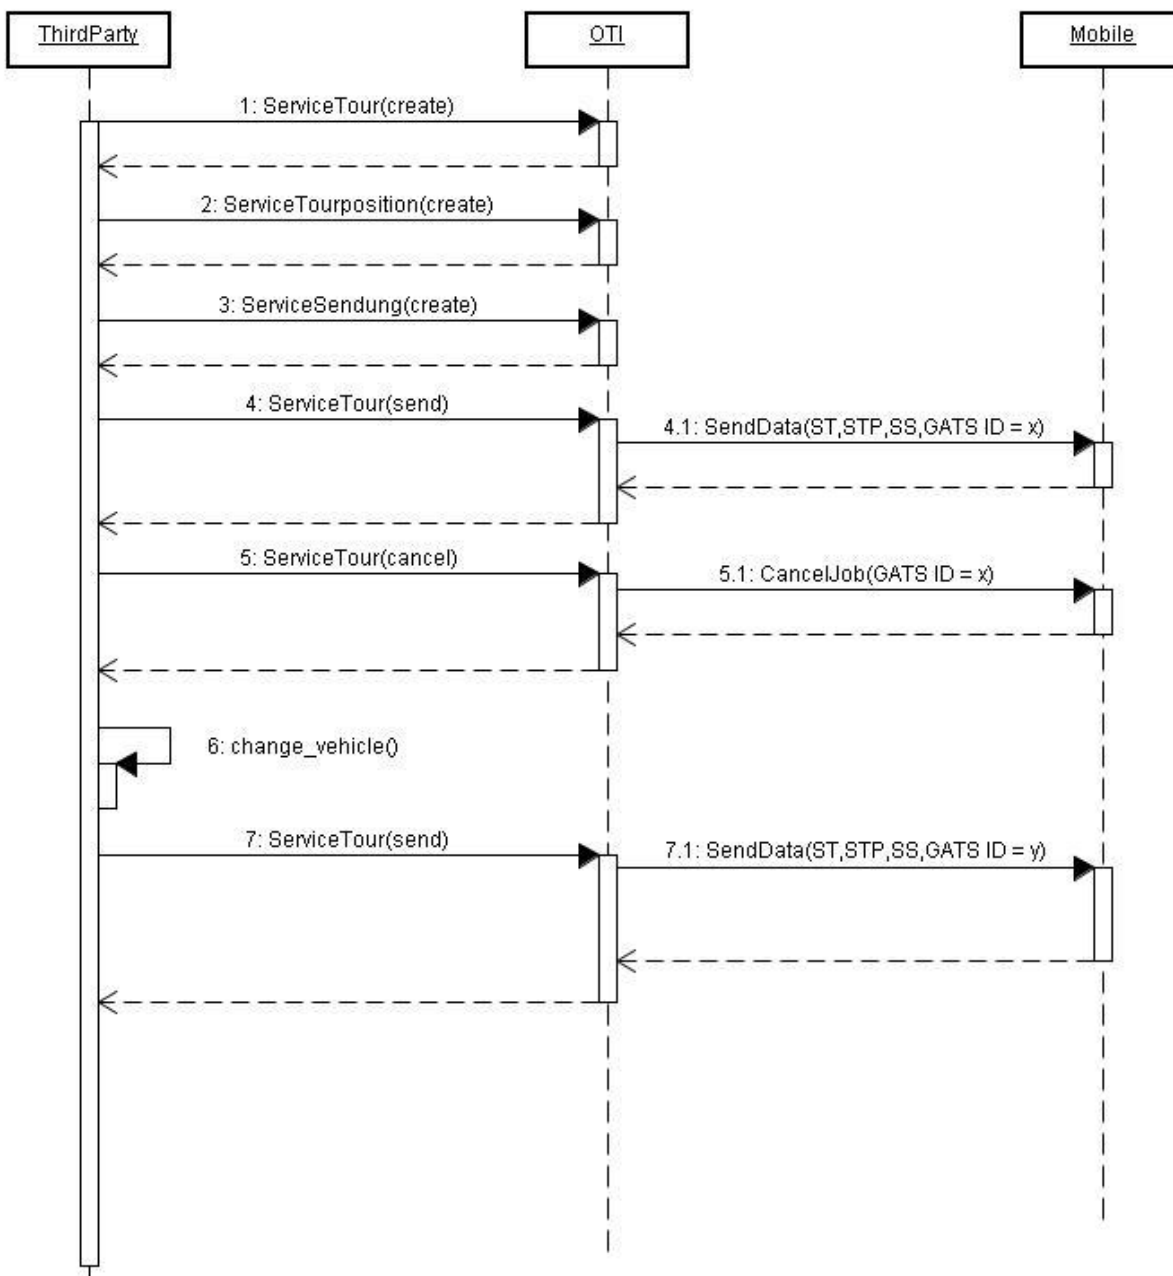 ThirdParty
OTI
Mobile
1: ServiceTour(create)
2: ServiceTourposition(create)
3: ServiceSendung(create)
4: ServiceTour(send)
4.1: SendData(ST,STP,SS,GATS ID = x)
5: ServiceTour(cancel)
5.1: CancelJob(GATS ID = x)
6: change_vehicle()
7: ServiceTour(send)
7.1: SendData(ST,STP,SS,GATS ID = y)